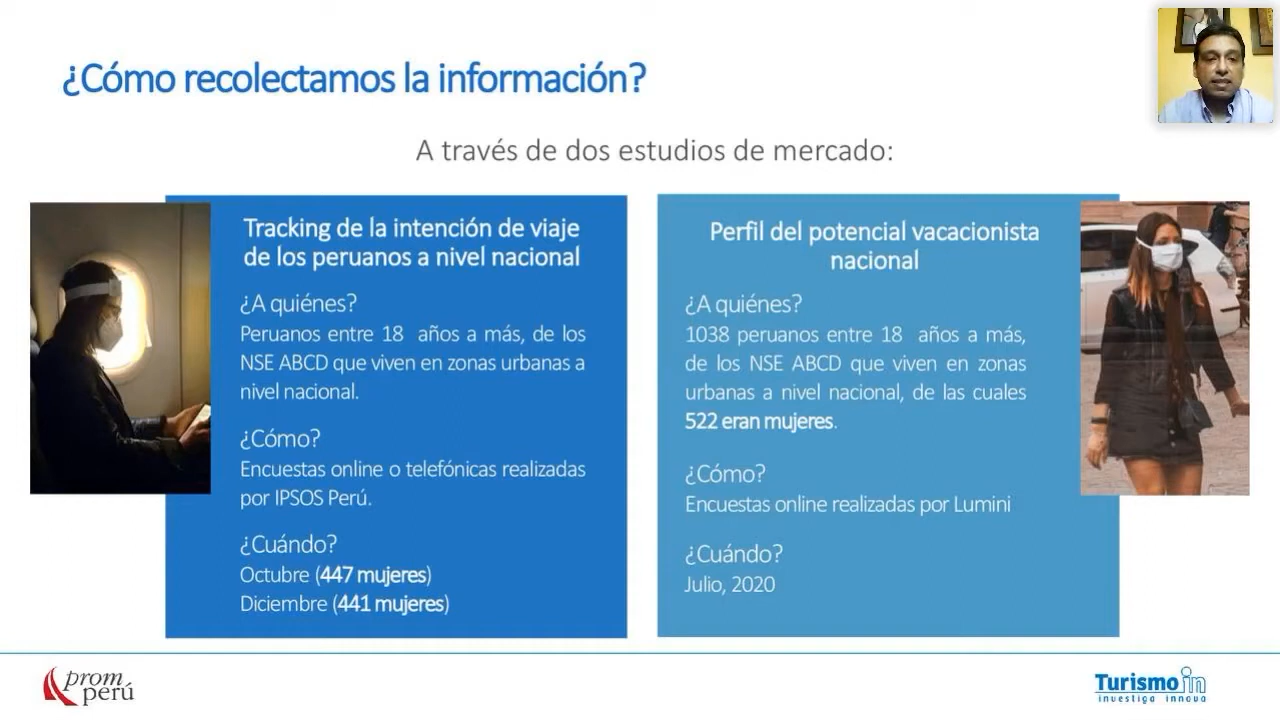 ¿Cómo recolectamos la información?
A través de dos estudios de mercado:
Tracking de la intención de viaje
de los peruanos a nivel nacional
¿A quiénes?
Peruanos entre 18 años a más, de los
NSE ABCD que viven en zonas urbanas a
nivel nacional.
¿Cómo?
Encuestas online o telefónicas realizadas
por IPSOS Perú.
¿Cuándo?
Octubre (447 mujeres)
Diciembre (441 mujeres)
Perfil del potencial vacacionista
nacional
¿A quiénes?
1038 peruanos entre 18 años a más,
de los NSE ABCD que viven en zonas
urbanas a nivel nacional, de las cuales
522 eran mujeres.
¿Cómo?
Encuestas online realizadas por Lumini
¿Cuándo?
Julio, 2020
prom
perú
Turismo in
investiga innova